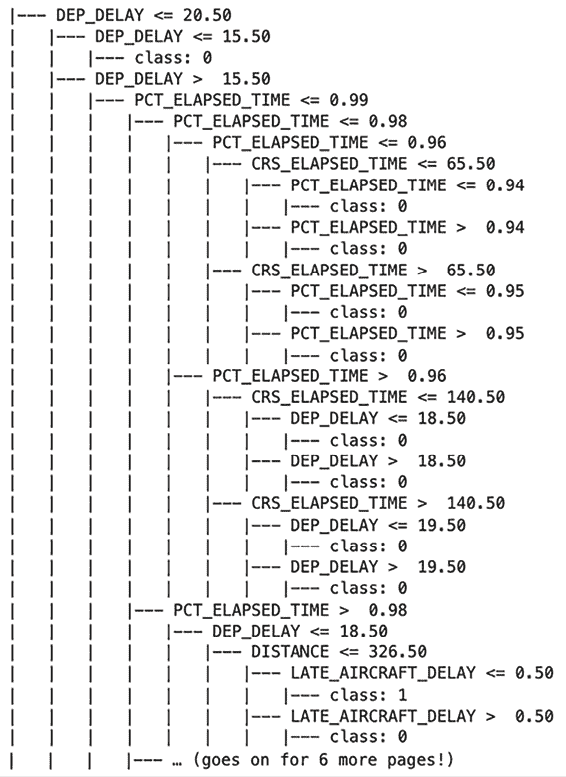 |--- DEP_DELAY <= 20.50
|   |--- DEP_DELAY <= 15.50
|   |   |--- class: 0
|   |--- DEP_DELAY >  15.50
|   |   |--- PCT_ELAPSED_TIME <= 0.99
|   |   |   |--- PCT_ELAPSED_TIME <= 0.98
|   |   |   |   |--- PCT_ELAPSED_TIME <= 0.96
|   |   |   |   |   |--- CRS_ELAPSED_TIME <= 65.50
|   |   |   |   |   |   |--- PCT_ELAPSED_TIME <= 0.94
|   |   |   |   |   |   |   |--- class: 0
|   |   |   |   |   |   |--- PCT_ELAPSED_TIME >  0.94
|   |   |   |   |   |   |   |--- class: 0
|   |   |   |   |   |--- CRS_ELAPSED_TIME >  65.50
|   |   |   |   |   |   |--- PCT_ELAPSED_TIME <= 0.95
|   |   |   |   |   |   |   |--- class: 0
|   |   |   |   |   |   |--- PCT_ELAPSED_TIME >  0.95
|   |   |   |   |   |   |   |--- class: 0
|   |   |   |   |--- PCT_ELAPSED_TIME >  0.96
|   |   |   |   |   |--- CRS_ELAPSED_TIME <= 140.50
|   |   |   |   |   |   |--- DEP_DELAY <= 18.50
|   |   |   |   |   |   |   |--- class: 0
|   |   |   |   |   |   |--- DEP_DELAY >  18.50
|   |   |   |   |   |   |   |--- class: 0
|   |   |   |   |   |--- CRS_ELAPSED_TIME >  140.50
|   |   |   |   |   |   |--- DEP_DELAY <= 19.50
|   |   |   |   |   |   |   |--- class: 0
|   |   |   |   |   |   |--- DEP_DELAY >  19.50
|   |   |   |   |   |   |   |--- class: 0
|   |   |   |--- PCT_ELAPSED_TIME >  0.98
|   |   |   |   |--- DEP_DELAY <= 18.50
|   |   |   |   |   |--- DISTANCE <= 326.50
|   |   |   |   |   |   |--- LATE_AIRCRAFT_DELAY <= 0.50
|   |   |   |   |   |   |   |--- class: 1
|   |   |   |   |   |   |--- LATE_AIRCRAFT_DELAY >  0.50
|   |   |   |   |   |   |   |--- class: 0
|   |   |   |--- … (goes on for 6 more pages!)